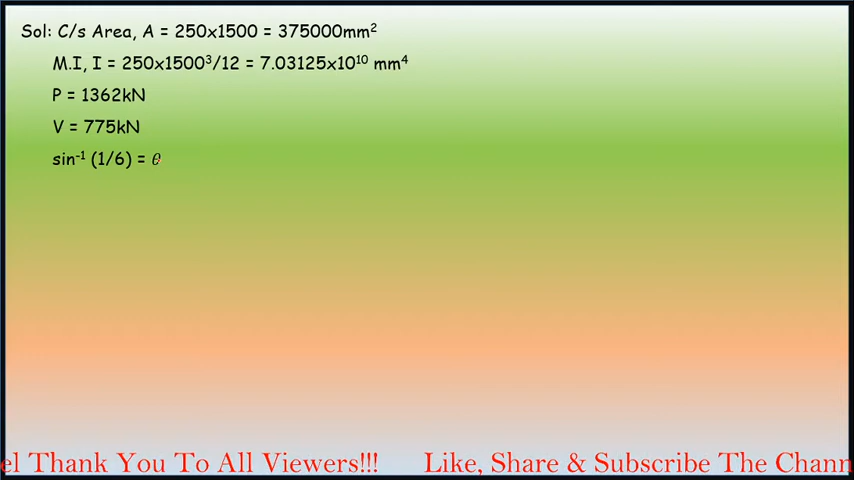 Sol: C/s Area, A = 250x1500 = 375000mm²
M.I, I = 250x1500³/12 = 7.03125x10¹⁰ mm⁴
P = 1362kN
V = 775kN
sin⁻¹ (1/6) = θ
el Thank You To All Viewers!!! Like, Share & Subscribe The Chann